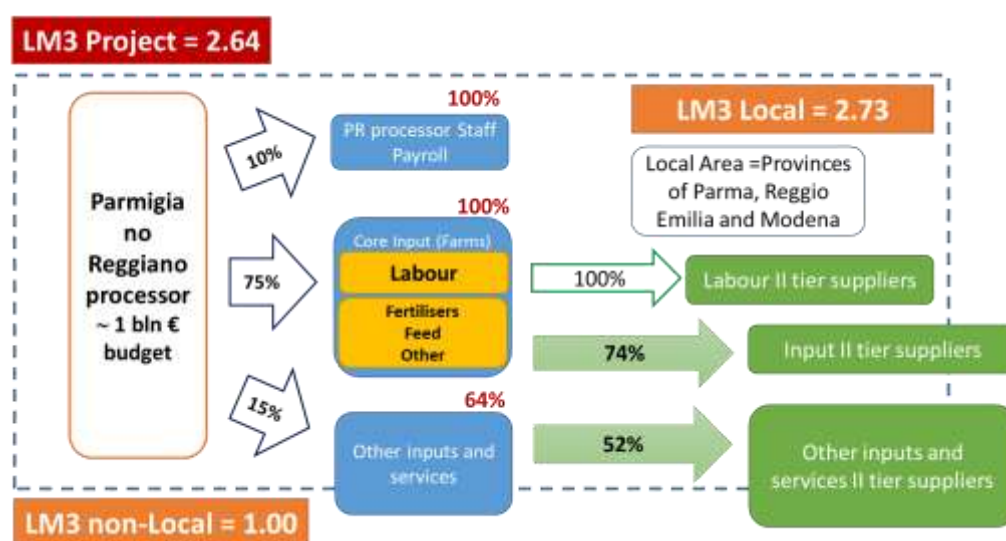 LM3 Project = 2.64
Parmigia
no
Reggiano
processor
~ 1 bln €
budget
10%
75%
15%
100%
PR processor Staff
Payroll
100%
Core Input (Farms)
Labour
Fertilisers
Feed
Other
64%
Other inputs and
services
LM3 Local = 2.73
Local Area =Provinces
of Parma, Reggio
Emilia and Modena
100%
Labour II tier suppliers
74%
Input II tier suppliers
52%
Other inputs and
services II tier suppliers
LM3 non-Local = 1.00